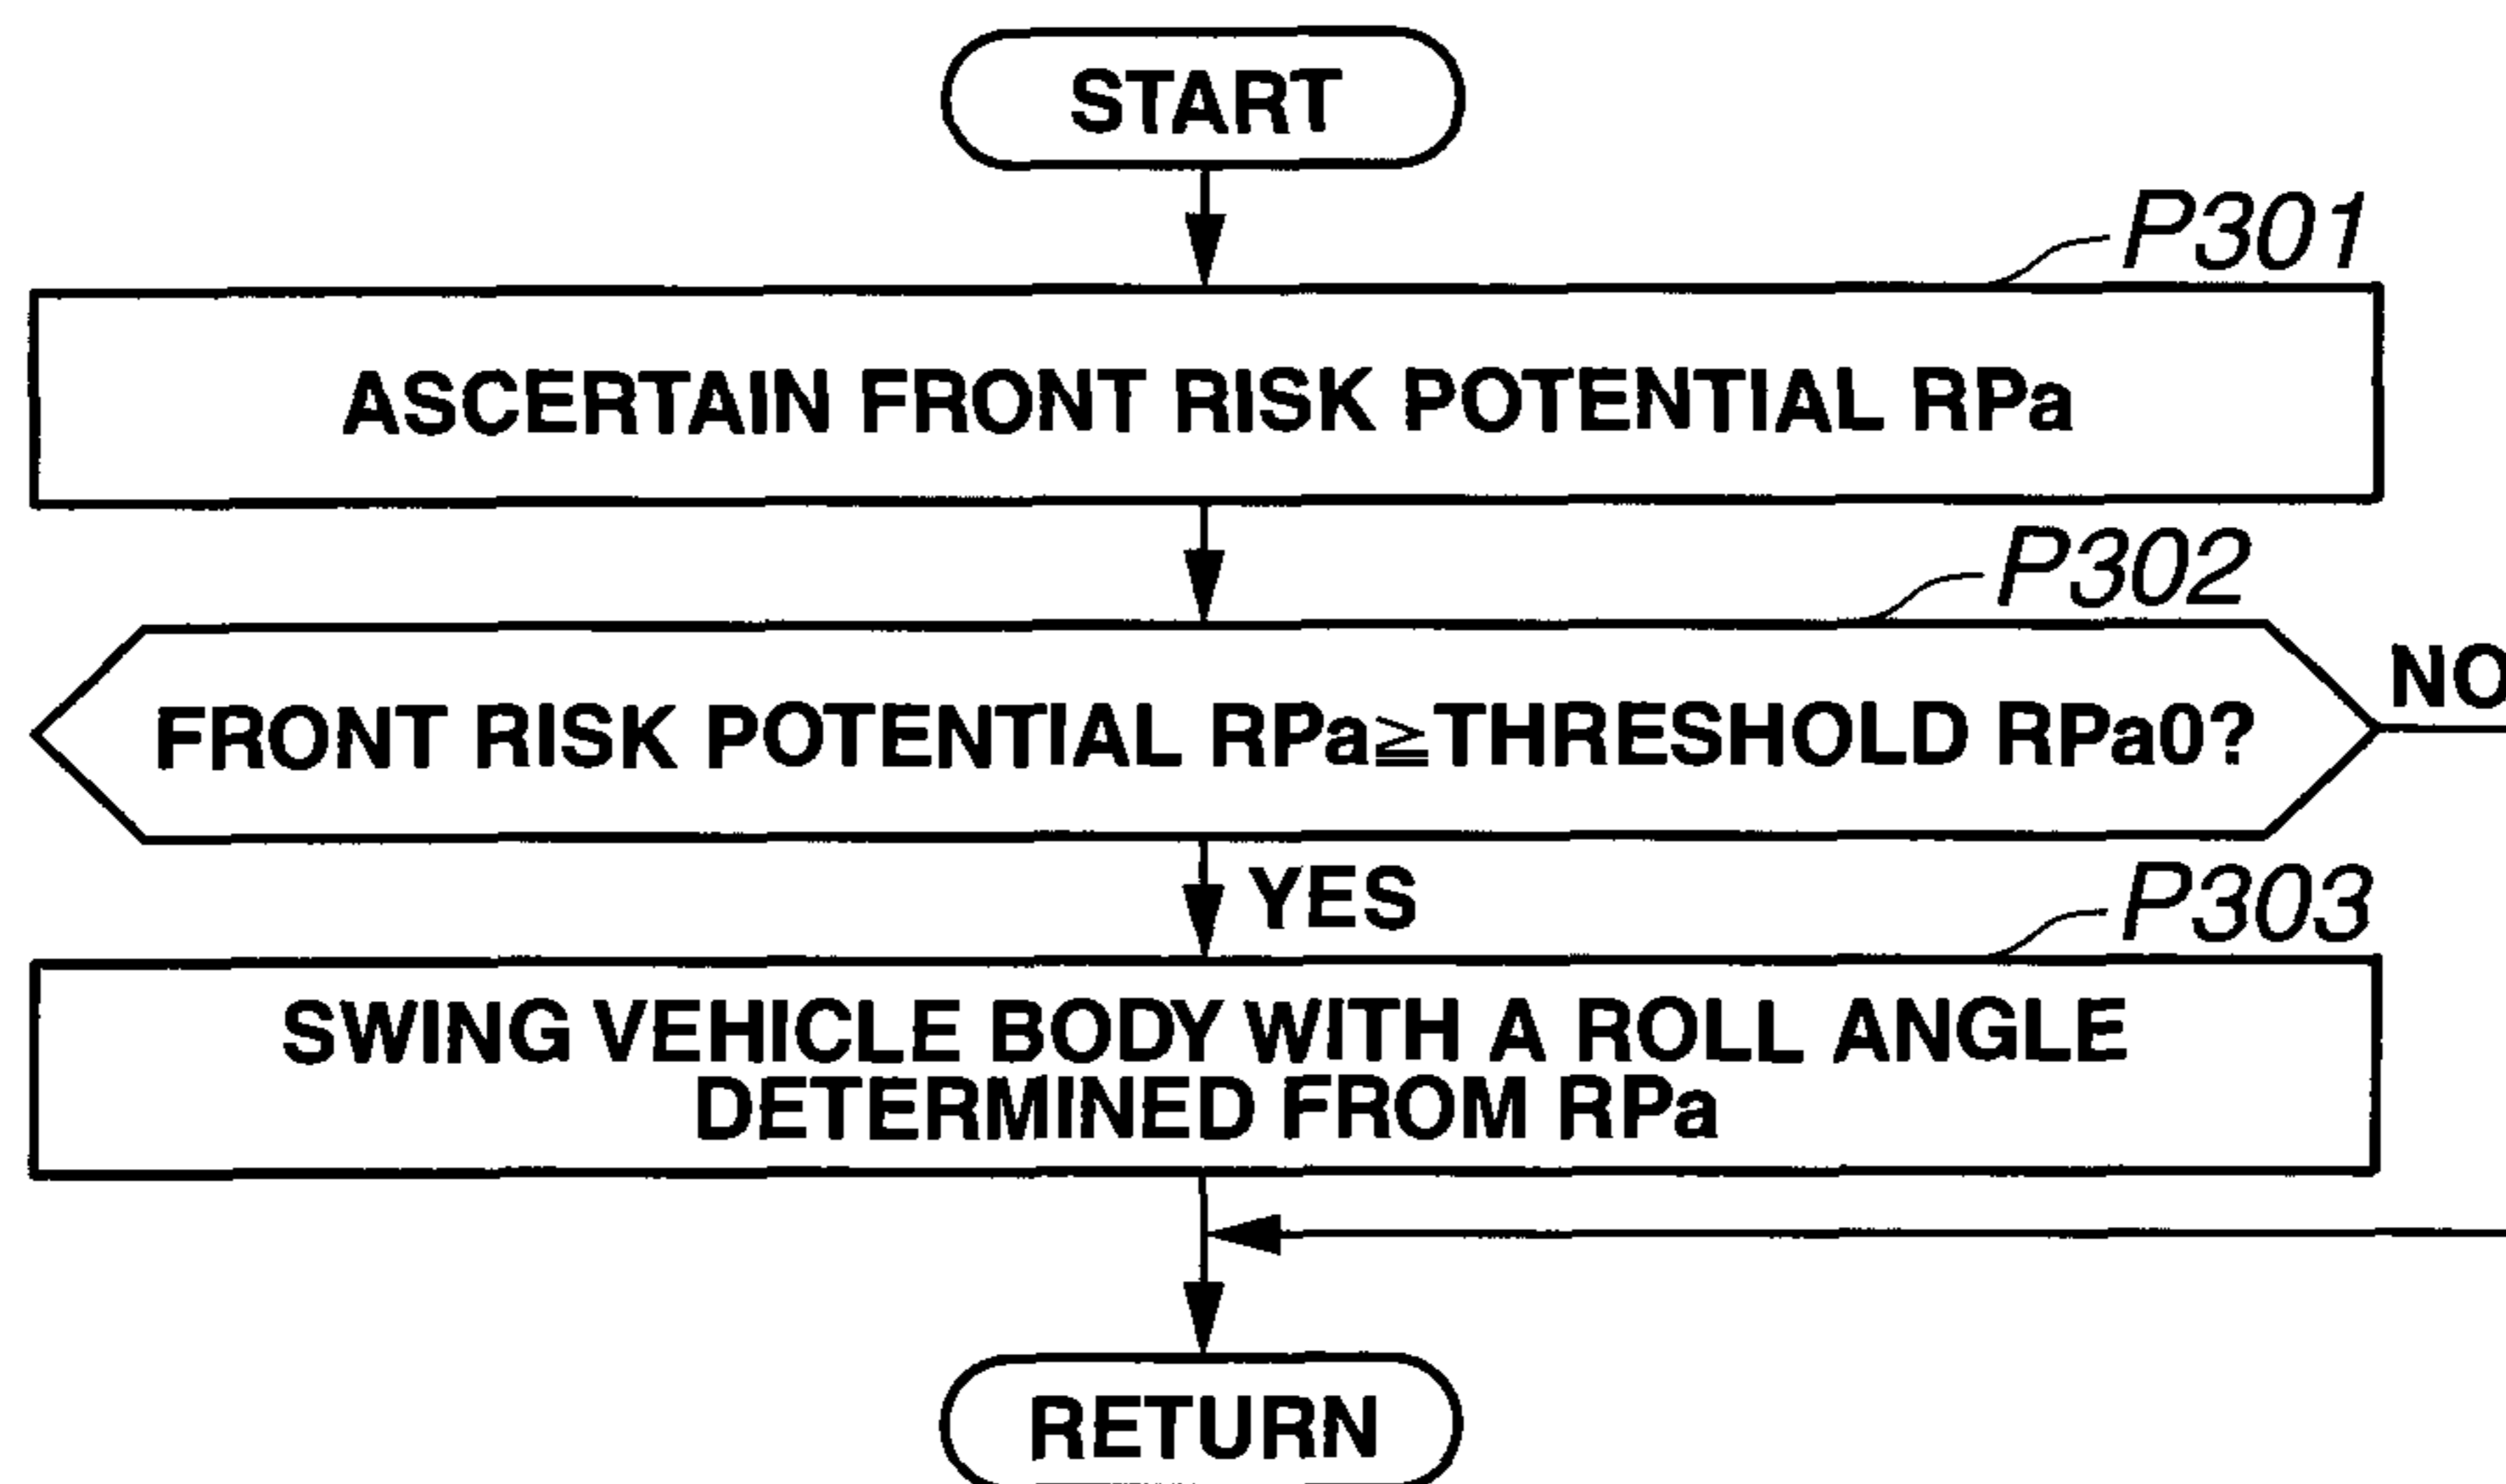 START
P301
ASCERTAIN FRONT RISK POTENTIAL RPa
P302
FRONT RISK POTENTIAL RPa≧THRESHOLD RPa0?
NO
YES
P303
SWING VEHICLE BODY WITH A ROLL ANGLE
DETERMINED FROM RPa
RETURN